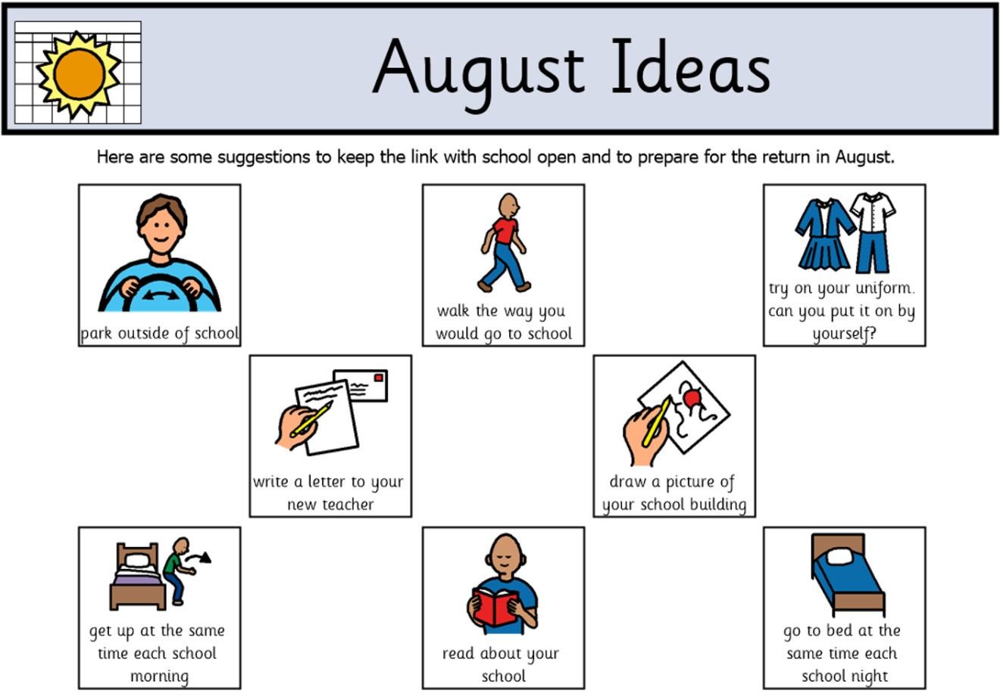 August Ideas
Here are some suggestions to keep the link with school open and to prepare for the return in August.
park outside of school
walk the way you
would go to school
try on your uniform.
can you put it on by
yourself?
write a letter to your
new teacher
draw a picture of
your school building
get up at the same
time each school
morning
read about your
school
go to bed at the
same time each
school night